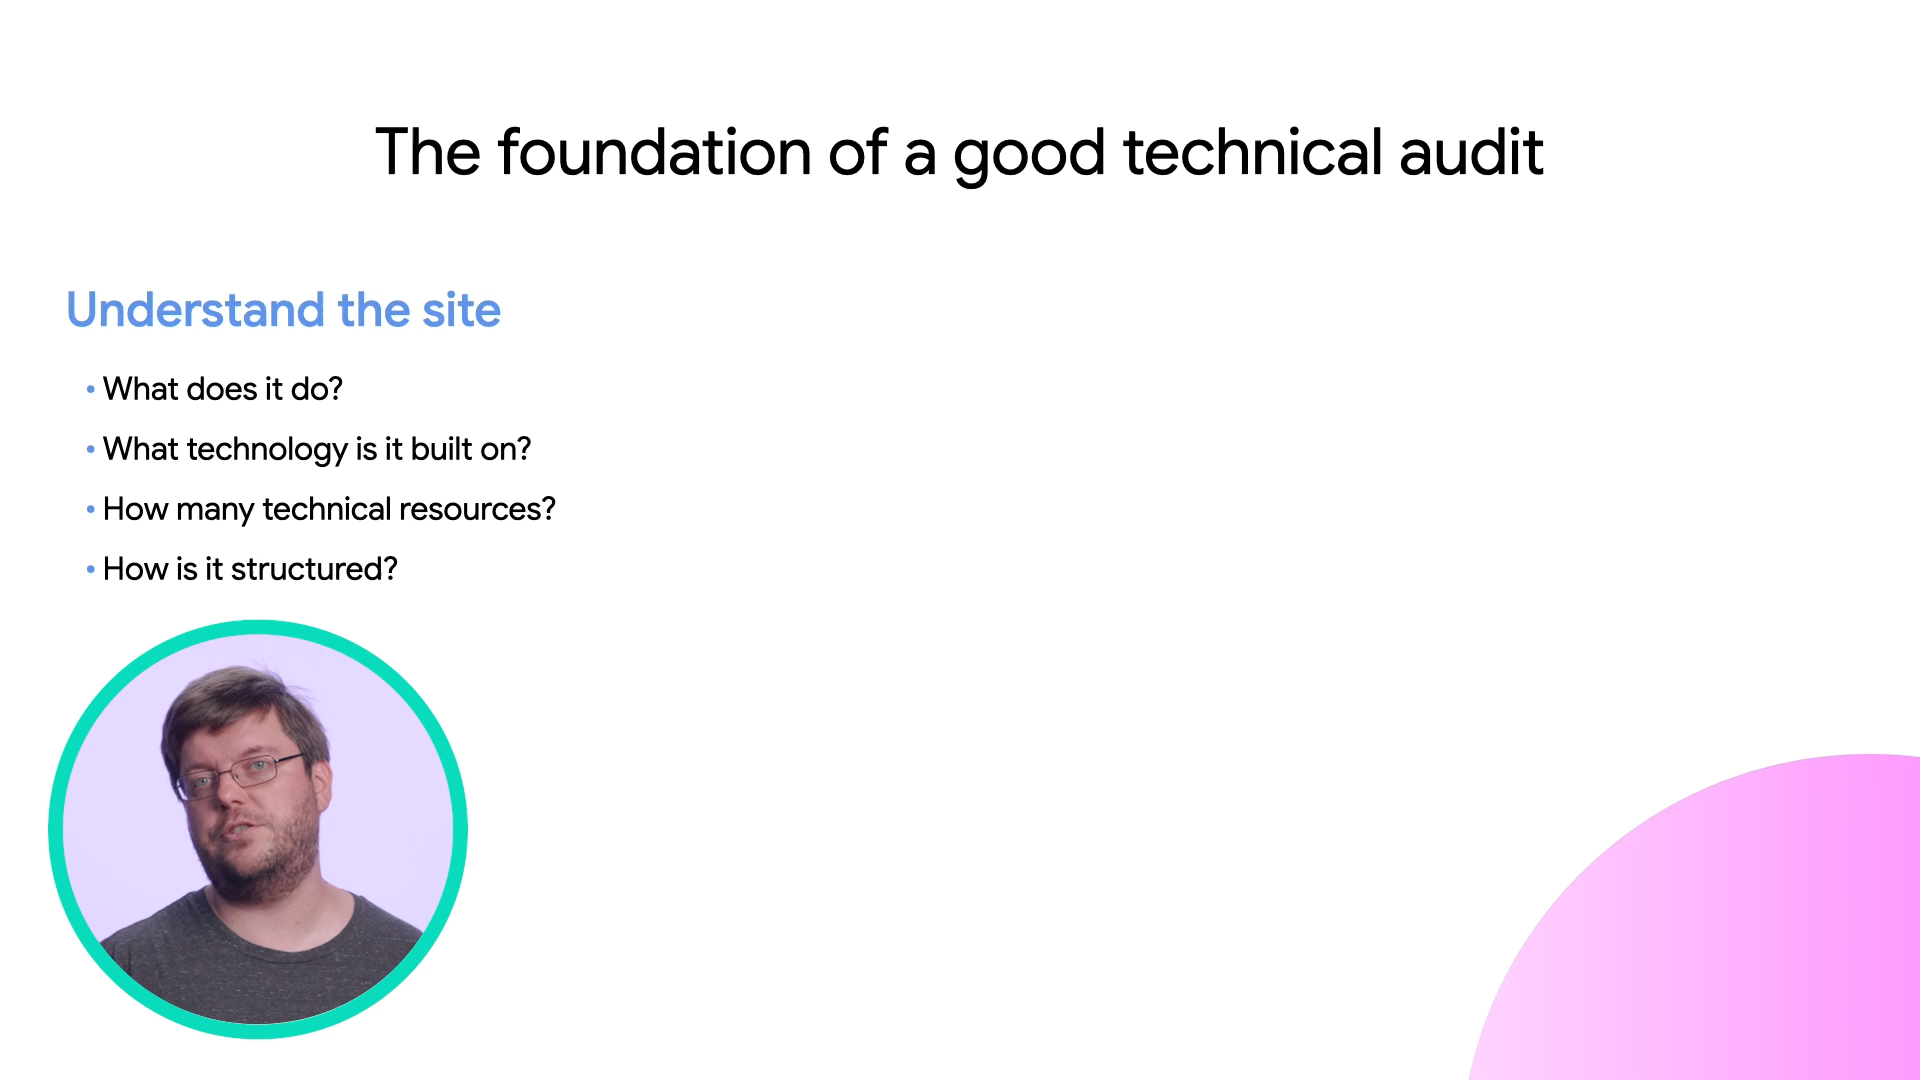 The foundation of a good technical audit
Understand the site
• What does it do?
• What technology is it built on?
• How many technical resources?
• How is it structured?